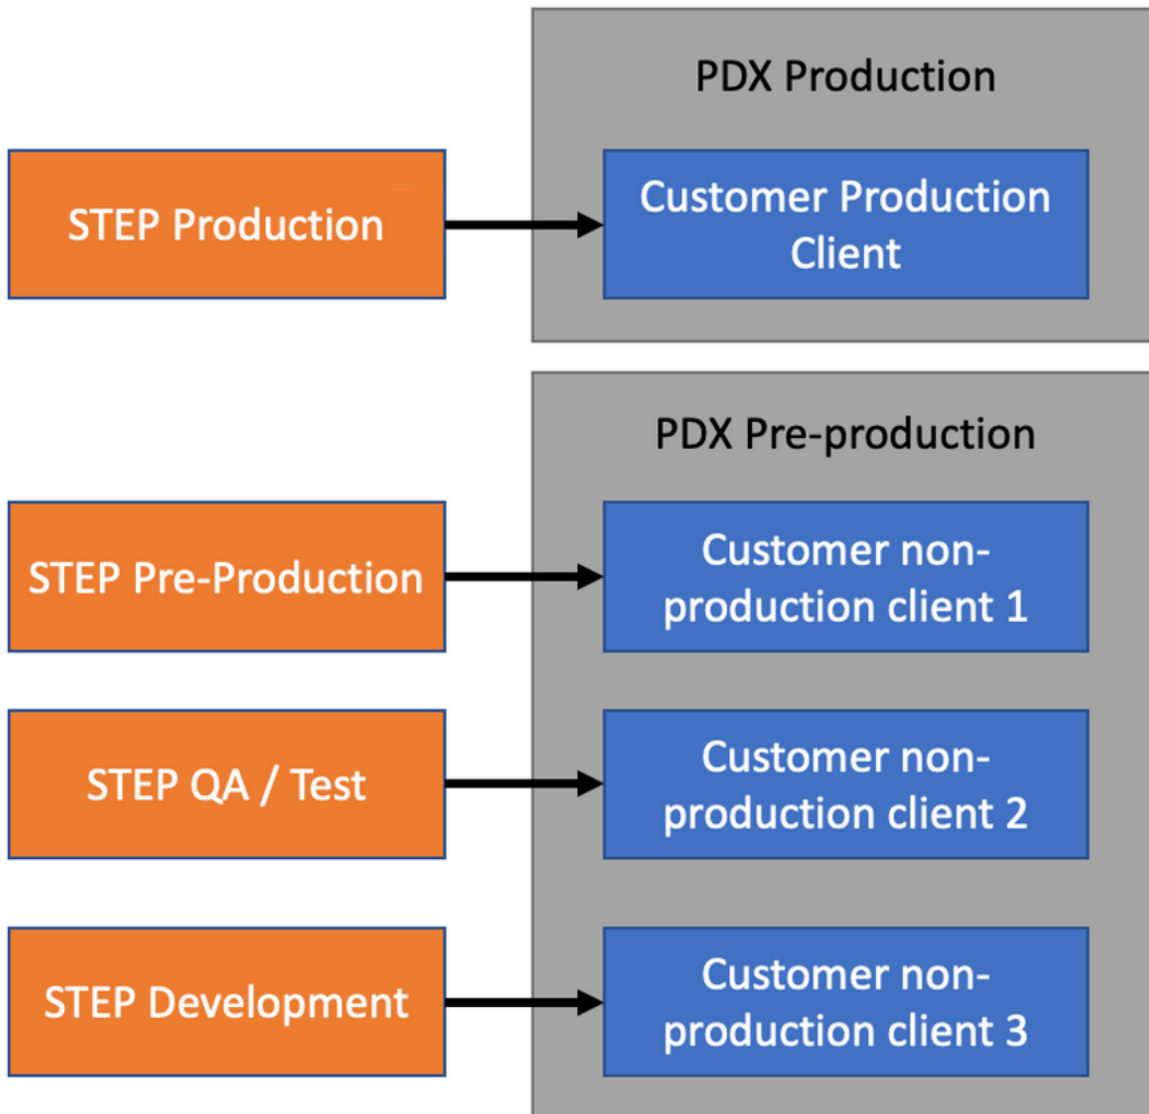 PDX Production
STEP Production
Customer Production
Client
PDX Pre-production
STEP Pre-Production
Customer non-
production client 1
STEP QA / Test
Customer non-
production client 2
STEP Development
Customer non-
production client 3